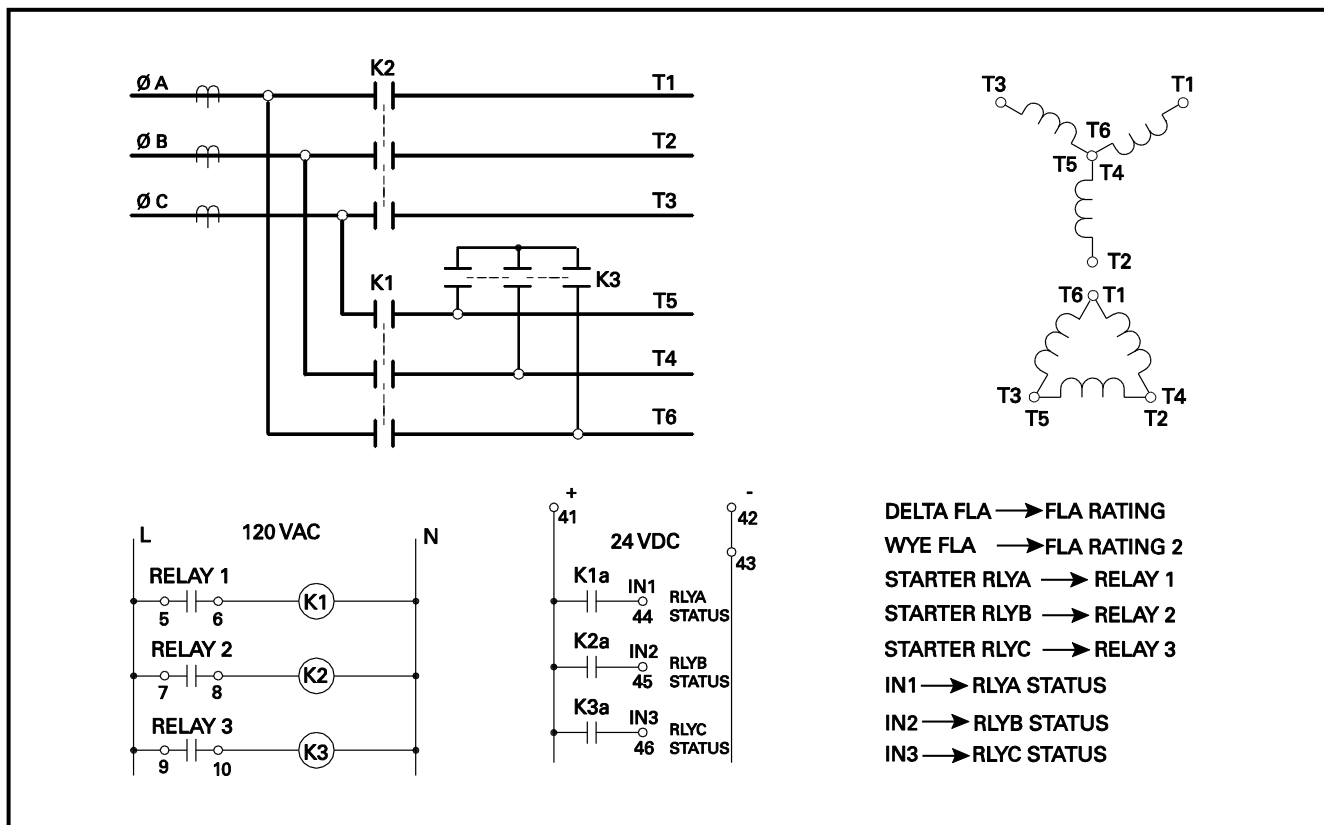 K2
Ø A
T1
Ø B
T2
Ø C
T3
K1
K3
T5
T4
T6
T3
T1
T6
T5
T4
T2
T6
T1
T3
T5
T4
T2
L
120 VAC
N
RELAY 1
5
6
K1
RELAY 2
7
8
K2
RELAY 3
9
10
K3
+
41
-
42
24 VDC
43
K1a
IN1
44
RLYA
STATUS
K2a
IN2
45
RLYB
STATUS
K3a
IN3
46
RLYC
STATUS
DELTA FLA → FLA RATING
WYE FLA → FLA RATING 2
STARTER RLYA → RELAY 1
STARTER RLYB → RELAY 2
STARTER RLYC → RELAY 3
IN1 → RLYA STATUS
IN2 → RLYB STATUS
IN3 → RLYC STATUS